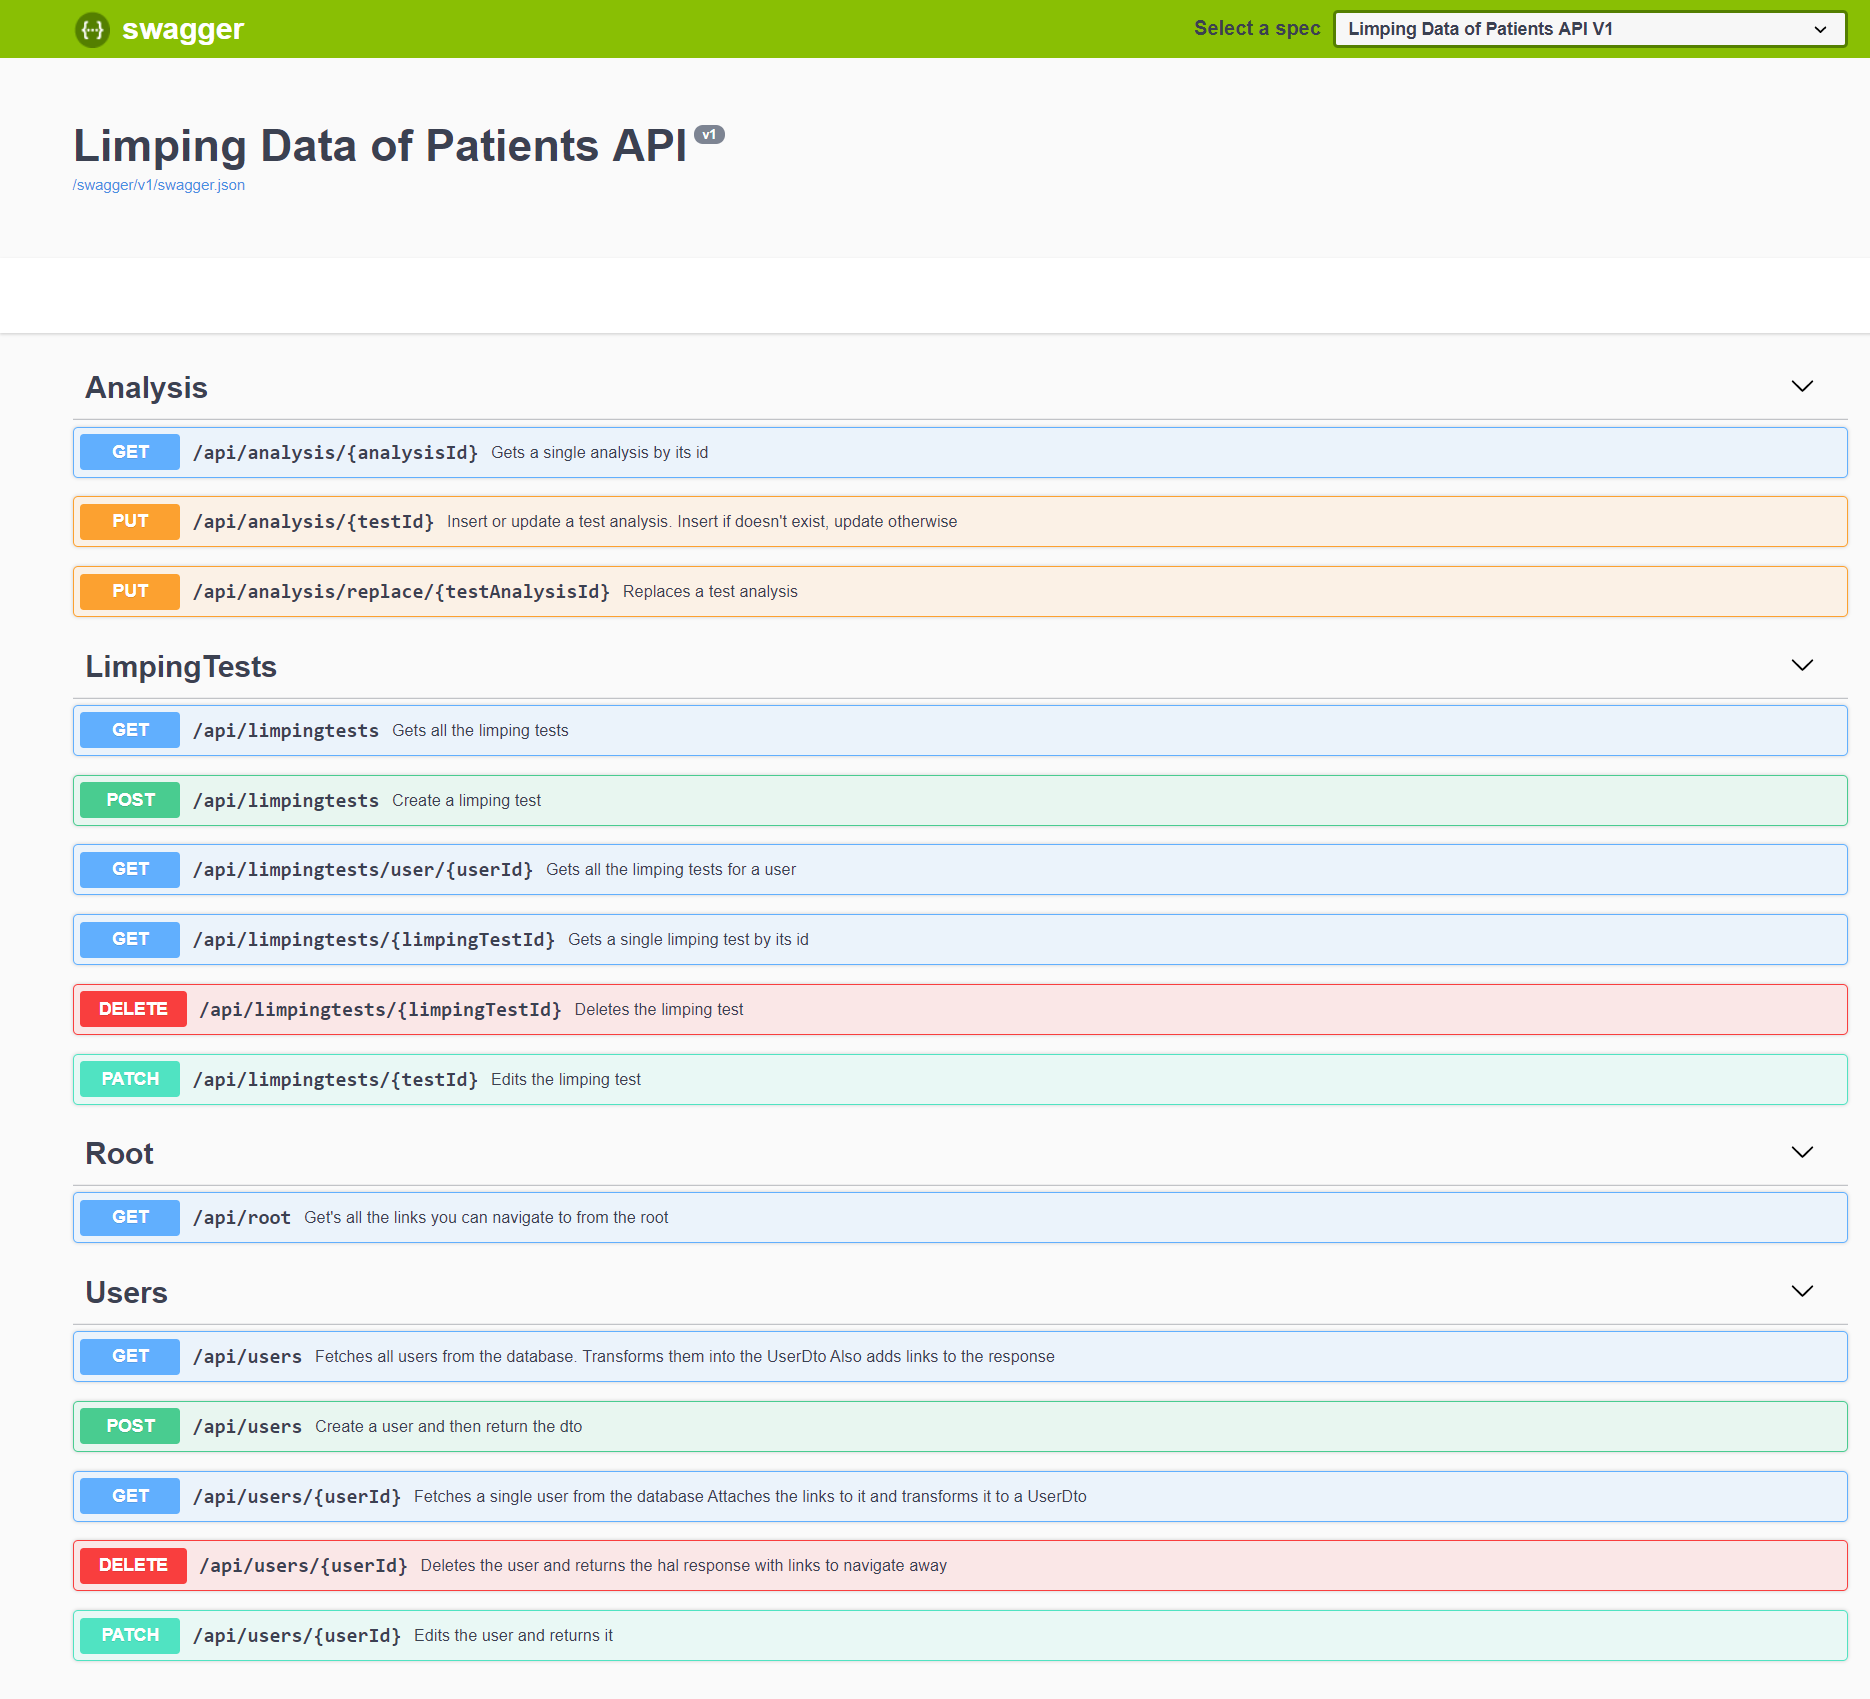 swagger
Select a spec
Limping Data of Patients API V1
Limping Data of Patients API v1
/swagger/v1/swagger.json
Analysis
GET /api/analysis/{analysisId} Gets a single analysis by its id
PUT /api/analysis/{testId} Insert or update a test analysis. Insert if doesn't exist, update otherwise
PUT /api/analysis/replace/{testAnalysisId} Replaces a test analysis
LimpingTests
GET /api/limpingtests Gets all the limping tests
POST /api/limpingtests Create a limping test
GET /api/limpingtests/user/{userId} Gets all the limping tests for a user
GET /api/limpingtests/{limpingTestId} Gets a single limping test by its id
DELETE /api/limpingtests/{limpingTestId} Deletes the limping test
PATCH /api/limpingtests/{testId} Edits the limping test
Root
GET /api/root Get's all the links you can navigate to from the root
Users
GET /api/users Fetches all users from the database. Transforms them into the UserDto Also adds links to the response
POST /api/users Create a user and then return the dto
GET /api/users/{userId} Fetches a single user from the database Attaches the links to it and transforms it to a UserDto
DELETE /api/users/{userId} Deletes the user and returns the hal response with links to navigate away
PATCH /api/users/{userId} Edits the user and returns it